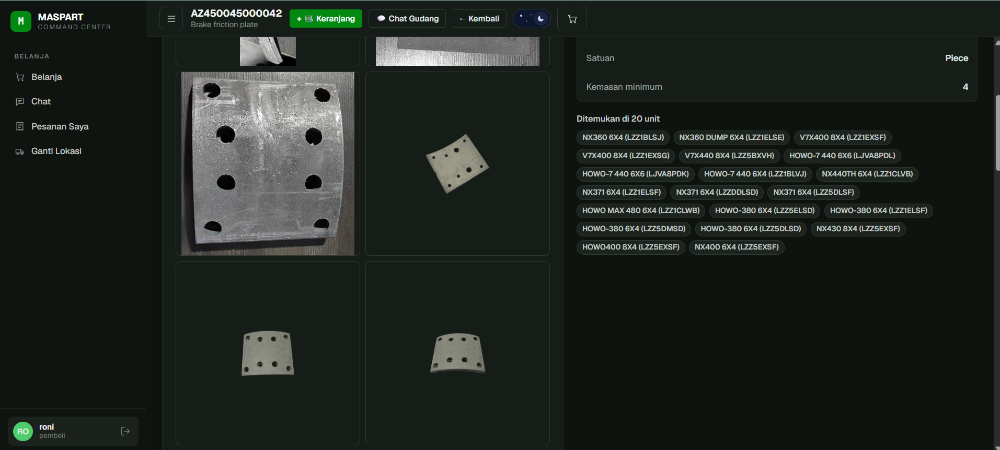 M
MASPART
COMMAND CENTER
BELANJA
Belanja
Chat
Pesanan Saya
Ganti Lokasi
RO
roni
pembeli
AZ450045000042
Brake friction plate
+ Keranjang
Chat Gudang
← Kembali
Satuan
Piece
Kemasan minimum
4
Ditemukan di 20 unit
NX360 6X4 (LZZ1BLSJ)
NX360 DUMP 6X4 (LZZ1ELSE)
V7X400 8X4 (LZZ1EXSF)
V7X400 8X4 (LZZ1EXSG)
V7X440 8X4 (LZZ5BXVH)
HOWO-7 440 6X6 (LJVA8PDL)
HOWO-7 440 6X6 (LJVA8PDK)
HOWO-7 440 6X4 (LZZ1BLVJ)
NX440TH 6X4 (LZZ1CLVB)
NX371 6X4 (LZZ1ELSF)
NX371 6X4 (LZZDDLSD)
NX371 6X4 (LZZ5DLSF)
HOWO MAX 480 6X4 (LZZ1CLWB)
HOWO-380 6X4 (LZZ5ELSD)
HOWO-380 6X4 (LZZ1ELSF)
HOWO-380 6X4 (LZZ5DMSD)
HOWO-380 6X4 (LZZ5DLSD)
NX430 8X4 (LZZ5EXSF)
HOWO400 8X4 (LZZ5EXSF)
NX400 6X4 (LZZ5EXSF)